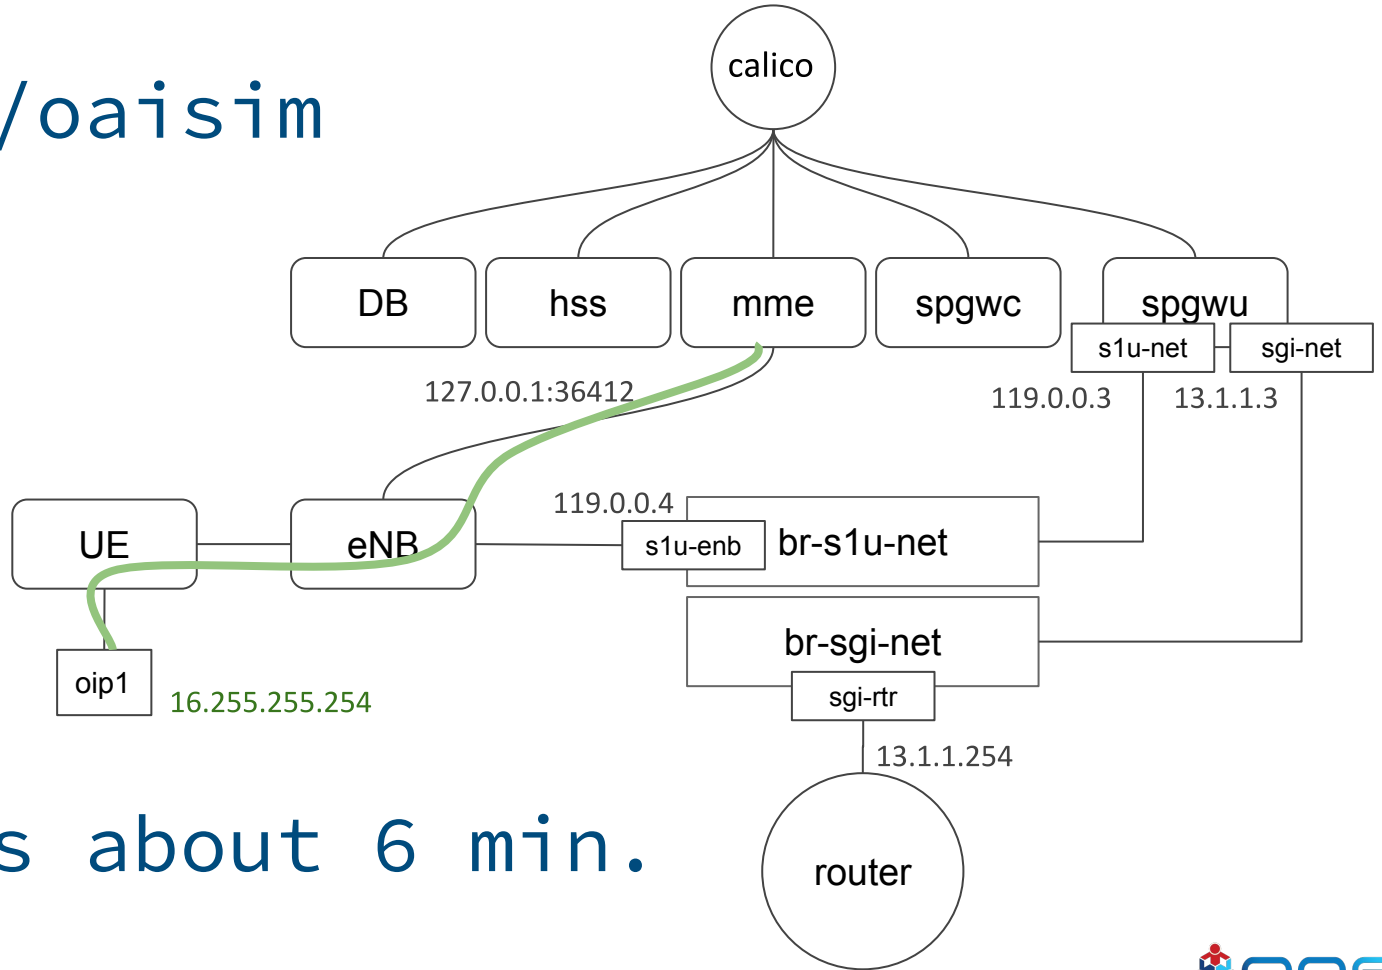 calico
/oaisim
DB
hss
mme
spgwc
spgwu
s1u-net
sgi-net
127.0.0.1:36412
119.0.0.3
13.1.1.3
119.0.0.4
UE
eNB
s1u-enb
br-s1u-net
br-sgi-net
oip1
16.255.255.254
sgi-rtr
13.1.1.254
s about 6 min.
router